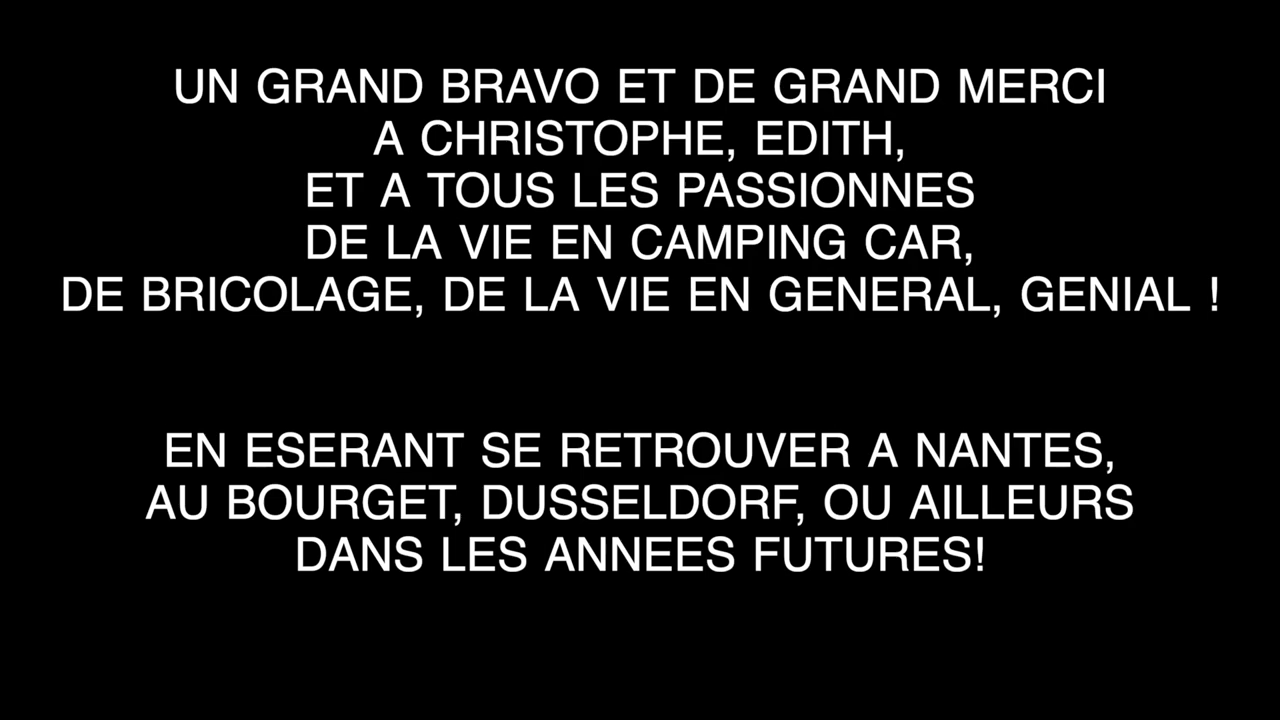 UN GRAND BRAVO ET DE GRAND MERCI
A CHRISTOPHE, EDITH,
ET A TOUS LES PASSIONNES
DE LA VIE EN CAMPING CAR,
DE BRICOLAGE, DE LA VIE EN GENERAL, GENIAL !
EN ESERANT SE RETROUVER A NANTES,
AU BOURGET, DUSSELDORF, OU AILLEURS
DANS LES ANNEES FUTURES!